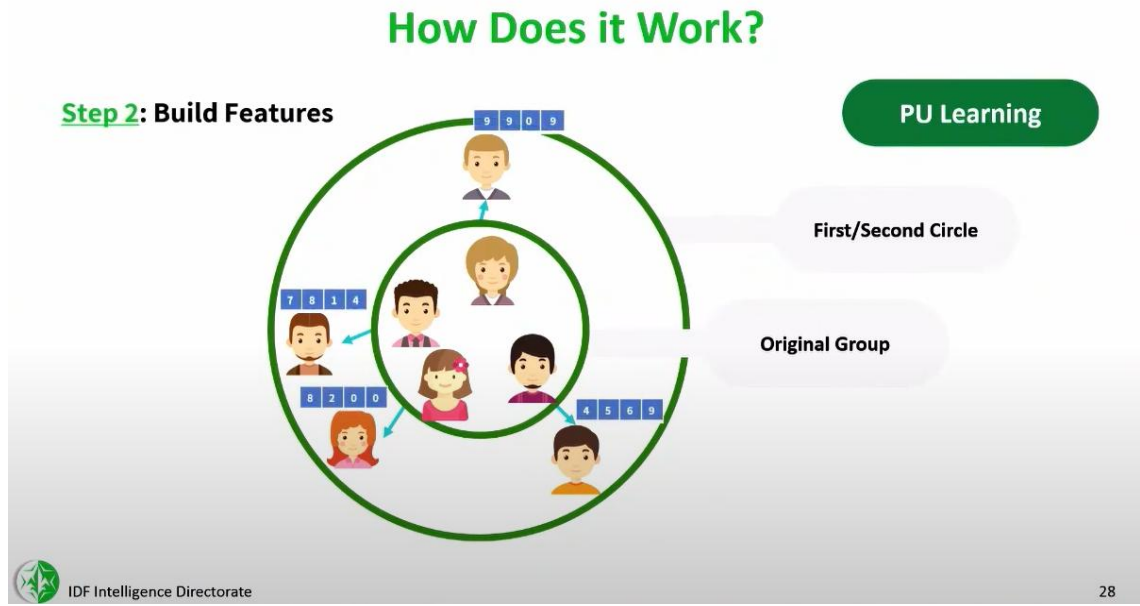 How Does it Work?
Step 2: Build Features
PU Learning
9 9 0 9
First/Second Circle
7 8 1 4
Original Group
8 2 0 0
4 5 6 9
IDF Intelligence Directorate
28